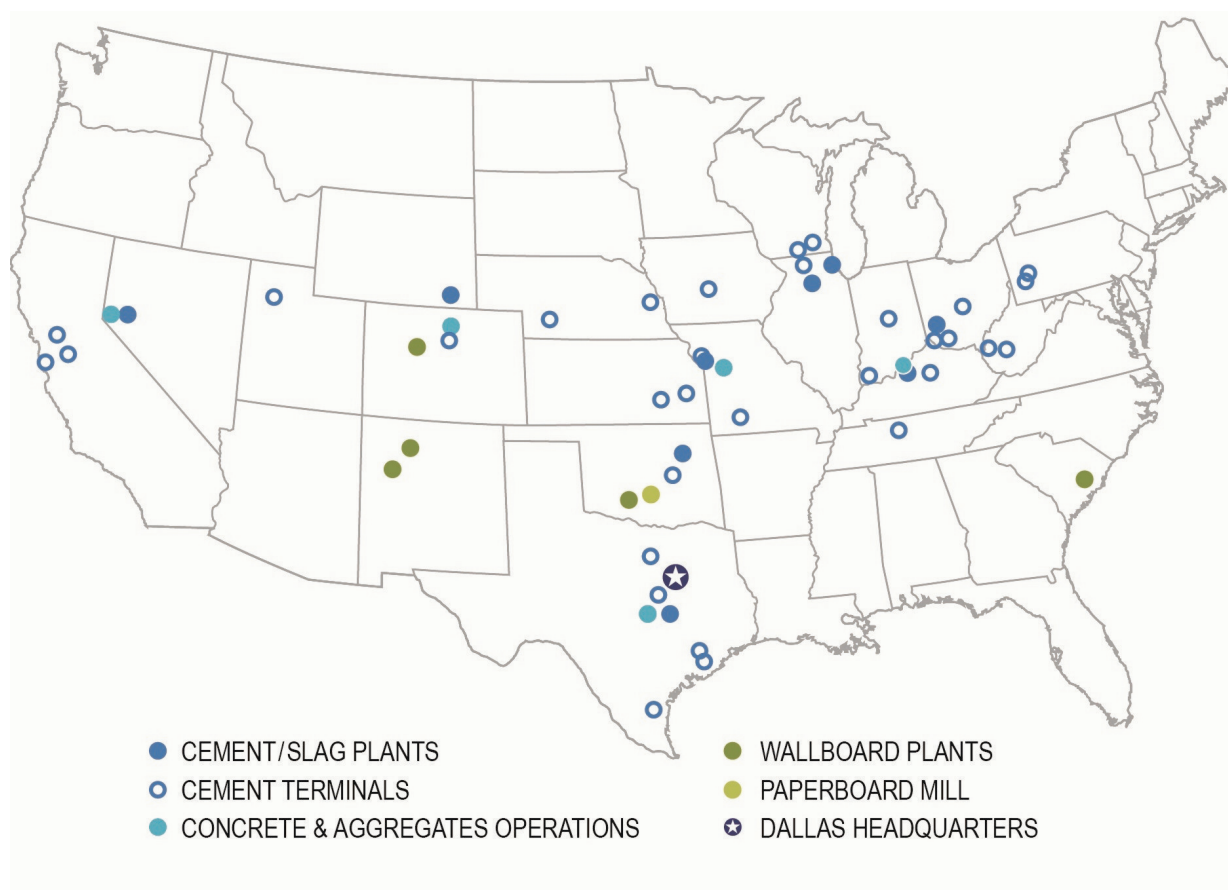 CEMENT/SLAG PLANTS
CEMENT TERMINALS
CONCRETE & AGGREGATES OPERATIONS
WALLBOARD PLANTS
PAPERBOARD MILL
DALLAS HEADQUARTERS